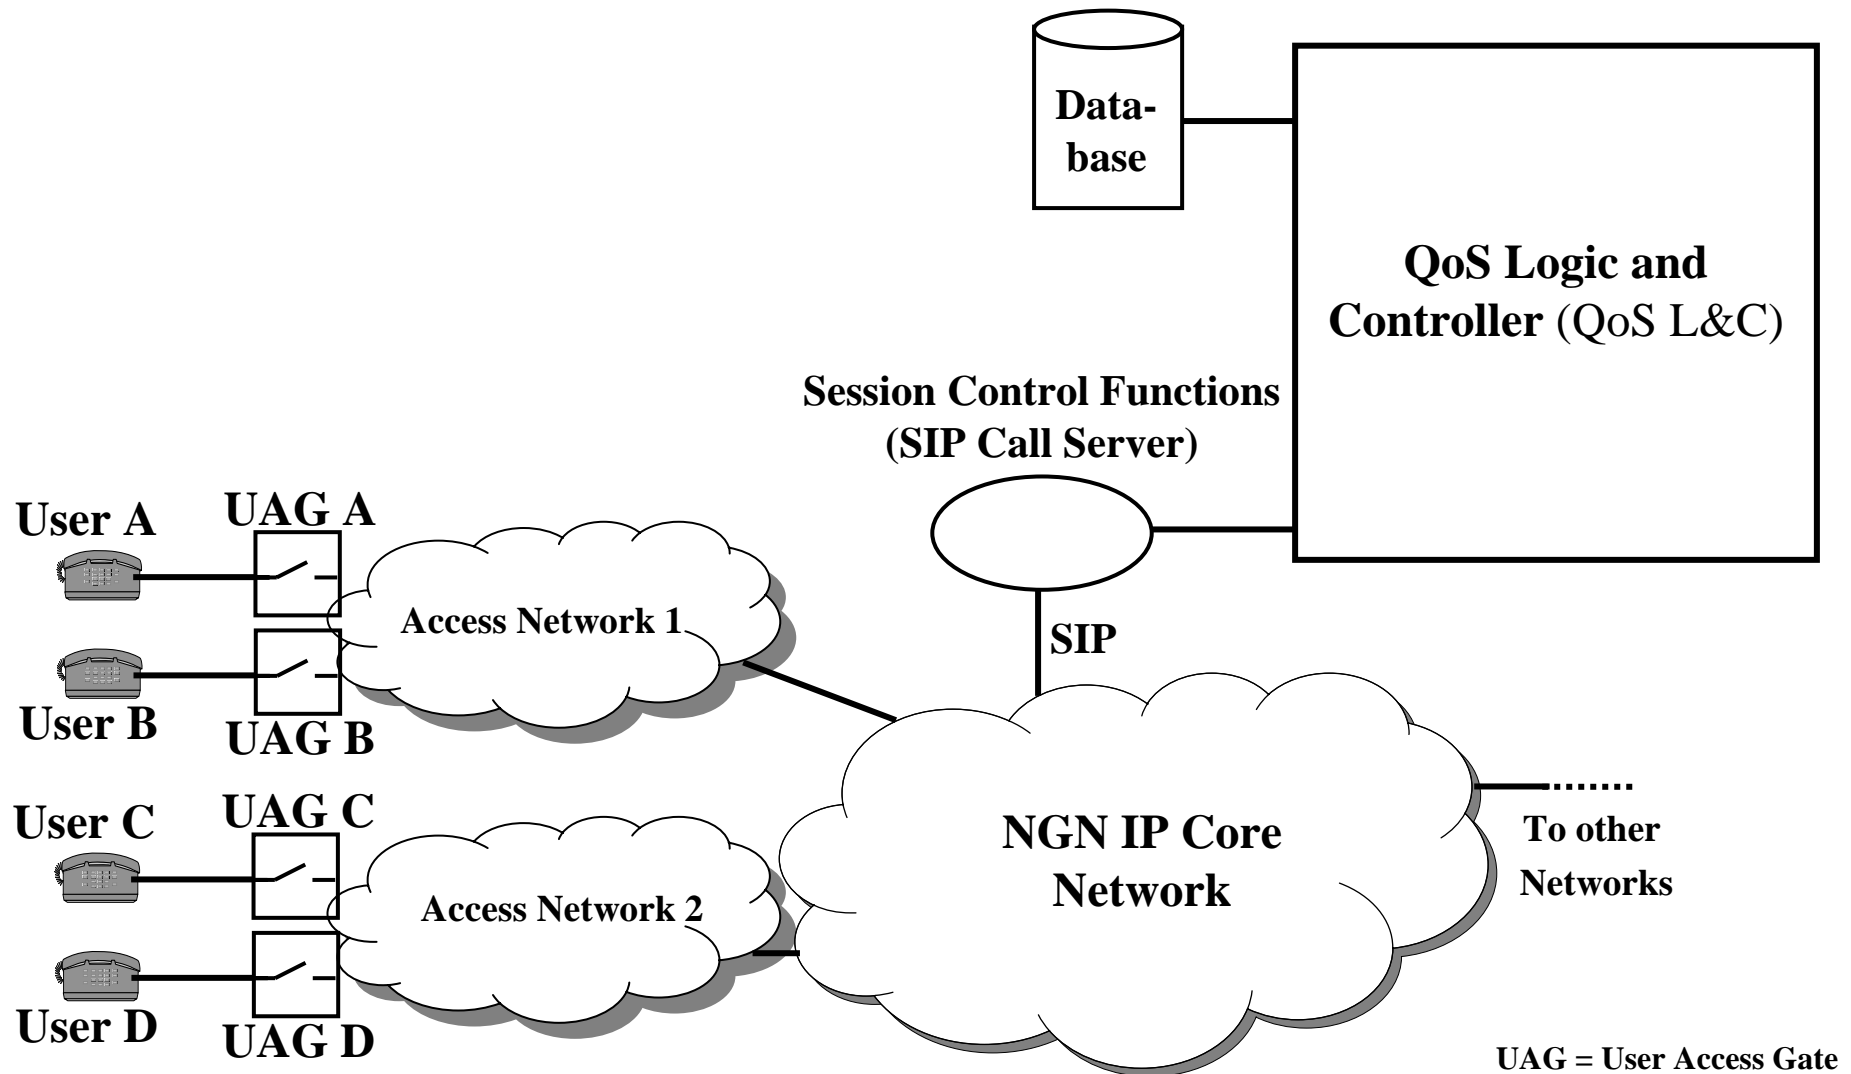 Data-
base
QoS Logic and
Controller (QoS L&C)
Session Control Functions
(SIP Call Server)
SIP
User A
UAG A
Access Network 1
User B
UAG B
User C
UAG C
Access Network 2
User D
UAG D
NGN IP Core
Network
To other
Networks
UAG = User Access Gate